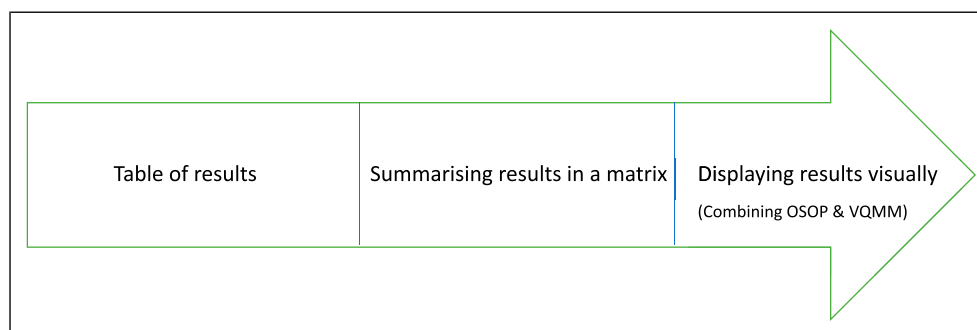 Table of results
Summarising results in a matrix
Displaying results visually
(Combining OSOP & VQMM)